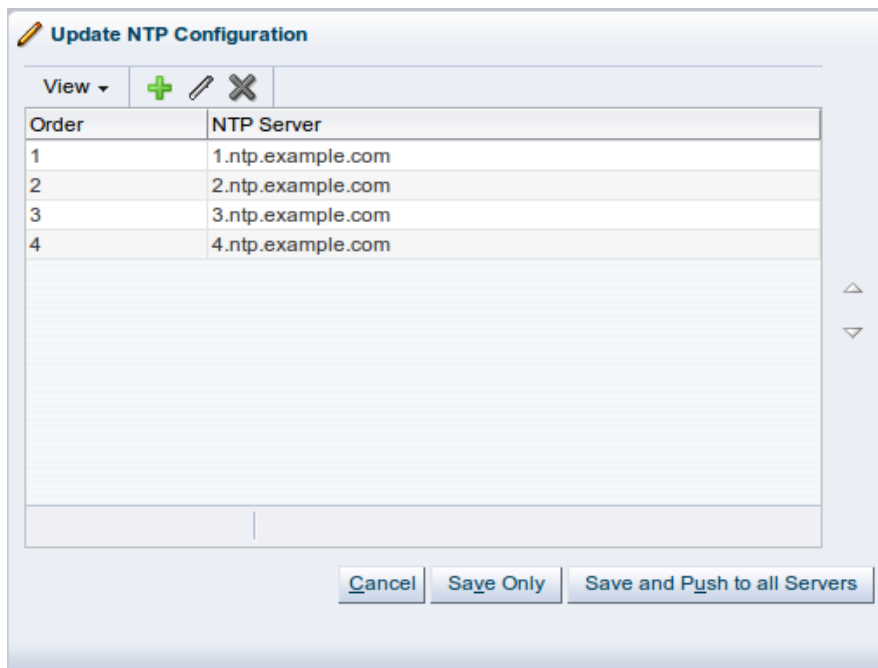 Update NTP Configuration
View
Order NTP Server
1 1.ntp.example.com
2 2.ntp.example.com
3 3.ntp.example.com
4 4.ntp.example.com
Cancel Save Only Save and Push to all Servers